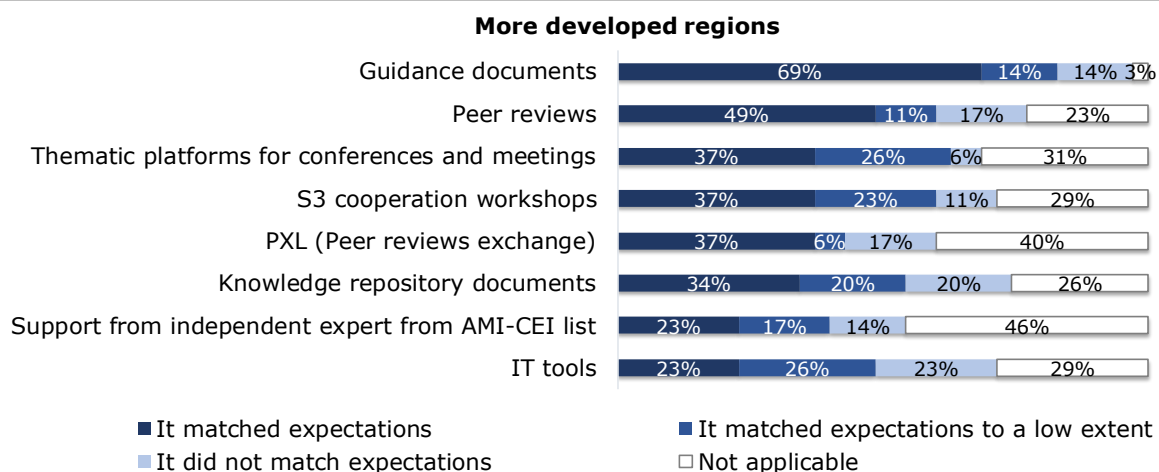 More developed regions
Guidance documents 69% 14% 14% 3%
Peer reviews 49% 11% 17% 23%
Thematic platforms for conferences and meetings 37% 26% 6% 31%
S3 cooperation workshops 37% 23% 11% 29%
PXL (Peer reviews exchange) 37% 6% 17% 40%
Knowledge repository documents 34% 20% 20% 26%
Support from independent expert from AMI-CEI list 23% 17% 14% 46%
IT tools 23% 26% 23% 29%
It matched expectations It matched expectations to a low extent
It did not match expectations Not applicable